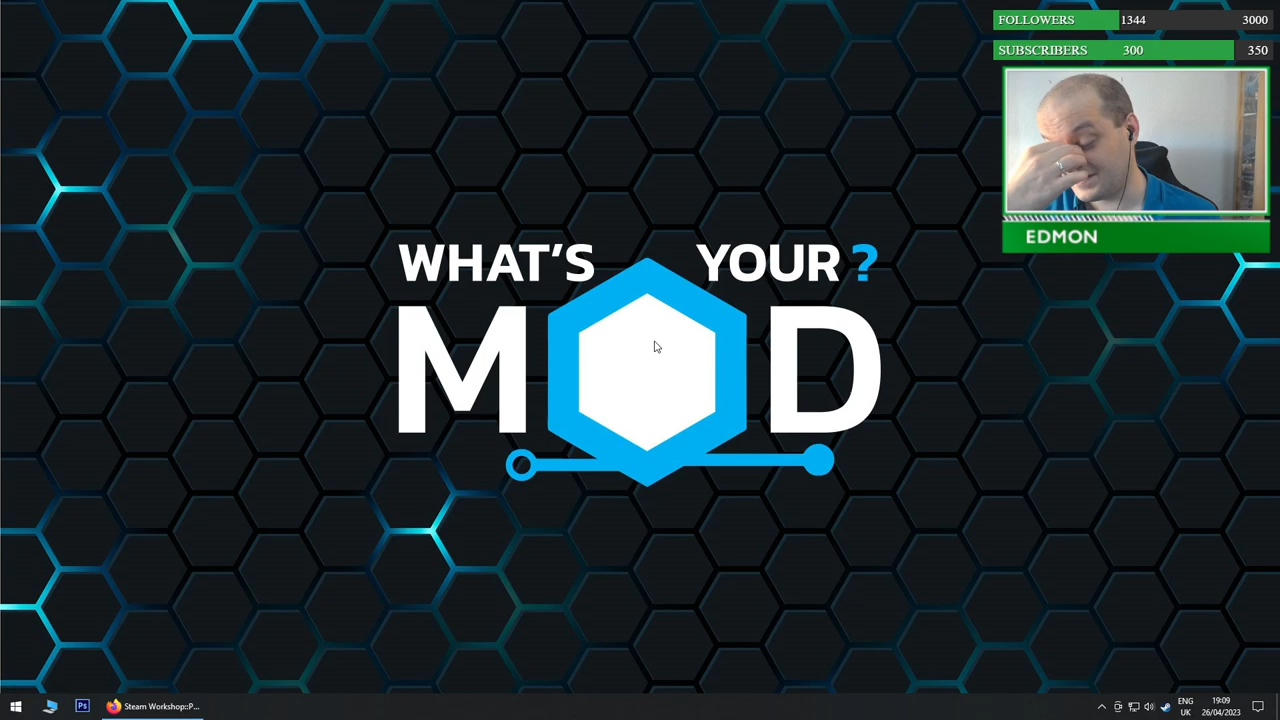 FOLLOWERS 1344 3000
SUBSCRIBERS 300 350
EDMON
WHAT'S YOUR ?
MOD
Ps
Steam Workshop::P...
ENG
UK
19:09
26/04/2023